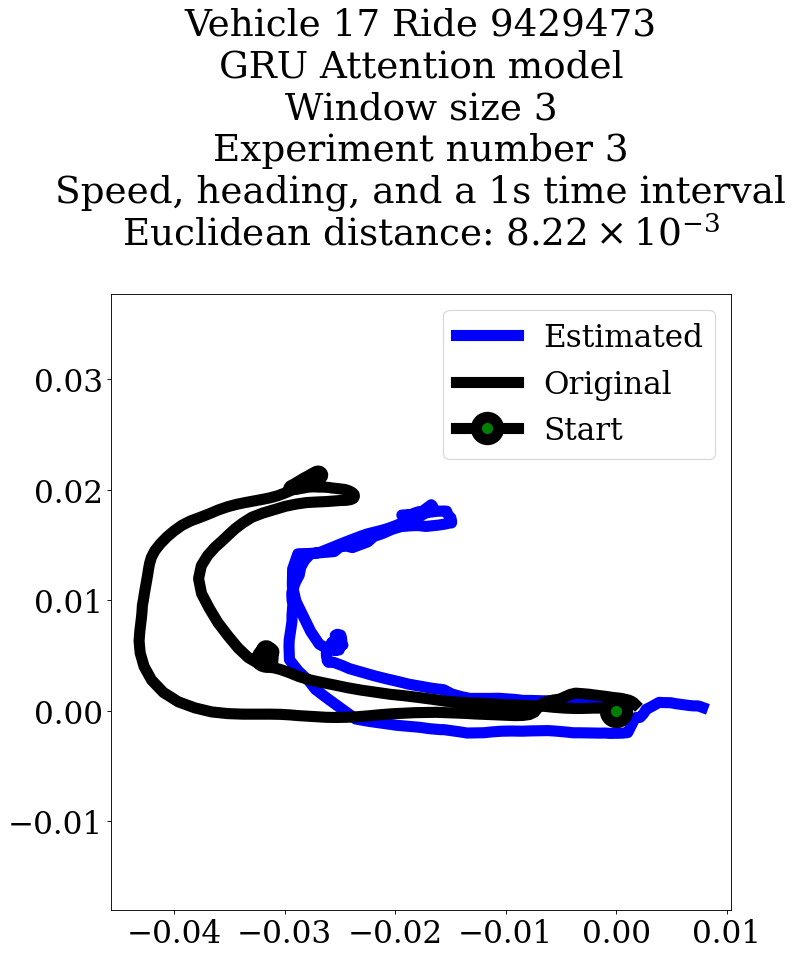 Vehicle 17 Ride 9429473
GRU Attention model
Window size 3
Experiment number 3
Speed, heading, and a 1s time interval
Euclidean distance: 8.22 × 10⁻³
Estimated
Original
Start
0.03
0.02
0.01
0.00
−0.01
−0.04 −0.03 −0.02 −0.01 0.00 0.01